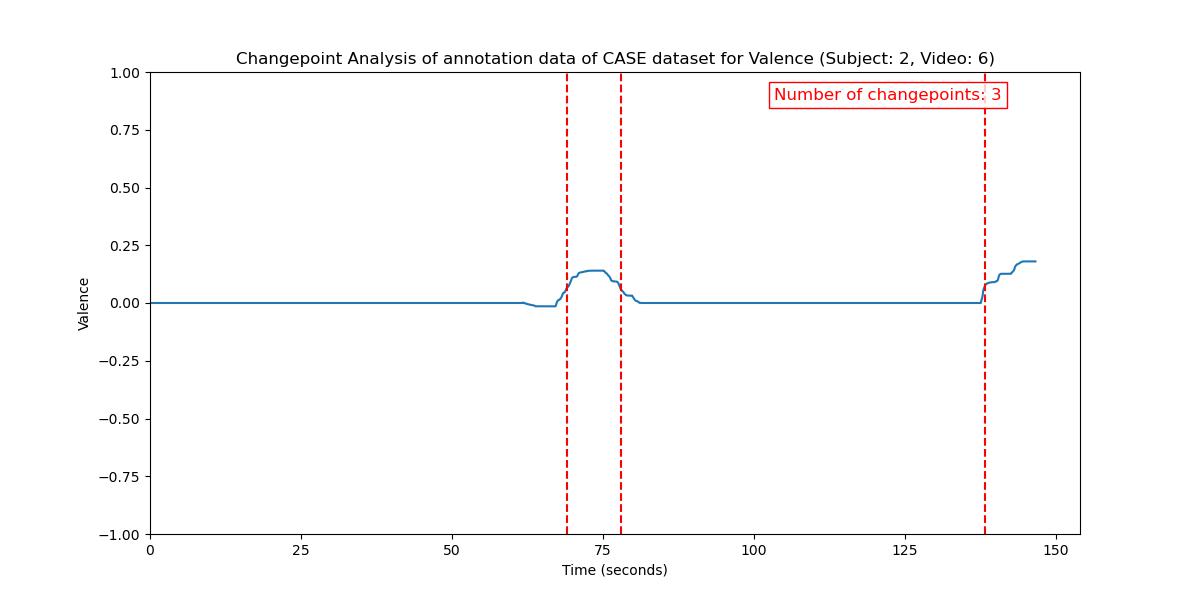 Changepoint Analysis of annotation data of CASE dataset for Valence (Subject: 2, Video: 6)
Number of changepoints: 3
1.00
0.75
0.50
0.25
0.00
−0.25
−0.50
−0.75
−1.00
Valence
0 25 50 75 100 125 150
Time (seconds)